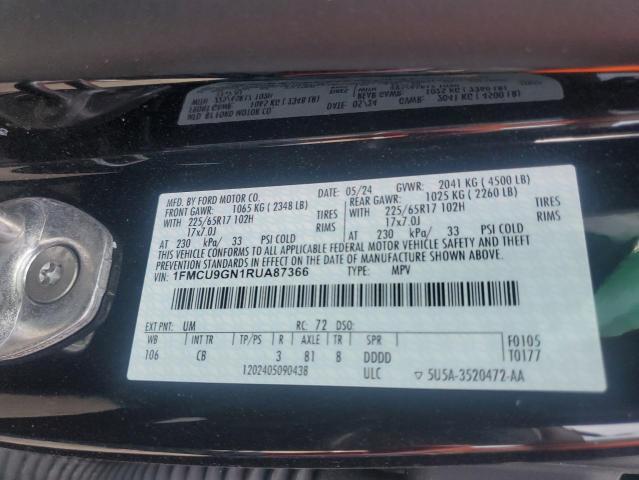 MFD. BY FORD MOTOR CO. DATE: 05/24 GVWR: 2041 KG ( 4500 LB)
FRONT GAWR: 1065 KG ( 2348 LB) REAR GAWR: 1025 KG ( 2260 LB)
WITH 225/65R17 102H TIRES WITH 225/65R17 102H TIRES
17x7.0J RIMS 17x7.0J RIMS
AT 230 kPa/ 33 PSI COLD AT 230 kPa/ 33 PSI COLD
THIS VEHICLE CONFORMS TO ALL APPLICABLE FEDERAL MOTOR VEHICLE SAFETY AND THEFT
PREVENTION STANDARDS IN EFFECT ON THE DATE OF MANUFACTURE SHOWN ABOVE.
VIN: 1FMCU9GN1RUA87366 TYPE: MPV
EXT PNT: UM RC: 72 DSO:
WB INT TR TP/PS R AXLE TR SPR F0105
106 CB 3 81 8 DDDD T0177
1202405090438 ULC ▽ 5U5A-3520472-AA